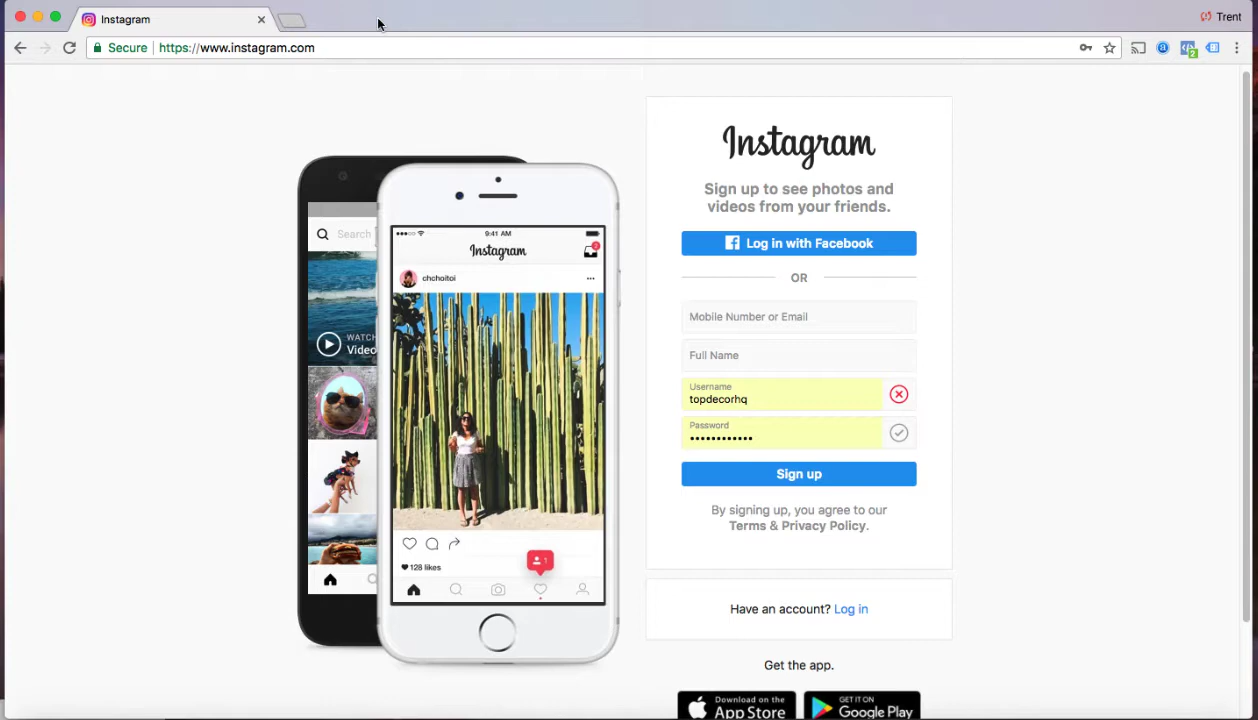 Instagram
Trent
Secure
https://www.instagram.com
2
Search
WATCH
Video
9:41 AM
Instagram
2
chchoitoi
128 likes
1
Instagram
Sign up to see photos and
videos from your friends.
Log in with Facebook
OR
Mobile Number or Email
Full Name
Username
topdecorhq
Password
Sign up
By signing up, you agree to our
Terms & Privacy Policy.
Have an account? Log in
Get the app.
Download on the
App Store
GET IT ON
Google Play